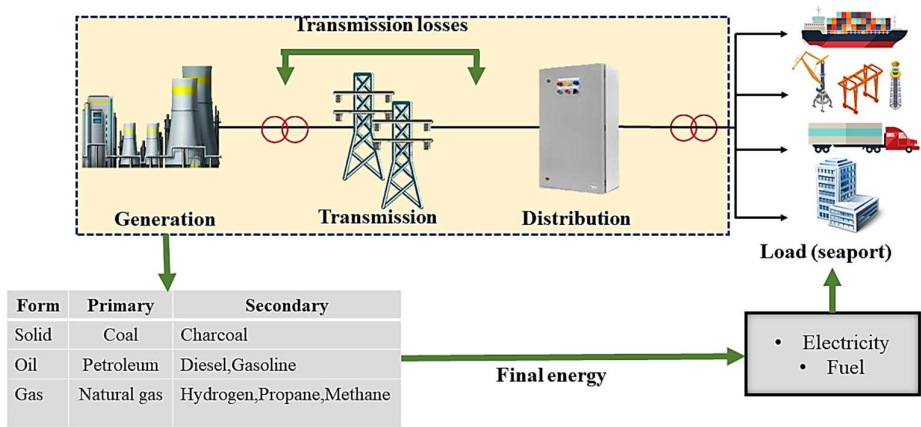 Transmission losses
Generation
Transmission
Distribution
Load (seaport)
Form Primary Secondary
Solid Coal Charcoal
Oil Petroleum Diesel,Gasoline
Gas Natural gas Hydrogen,Propane,Methane
Final energy
• Electricity
• Fuel